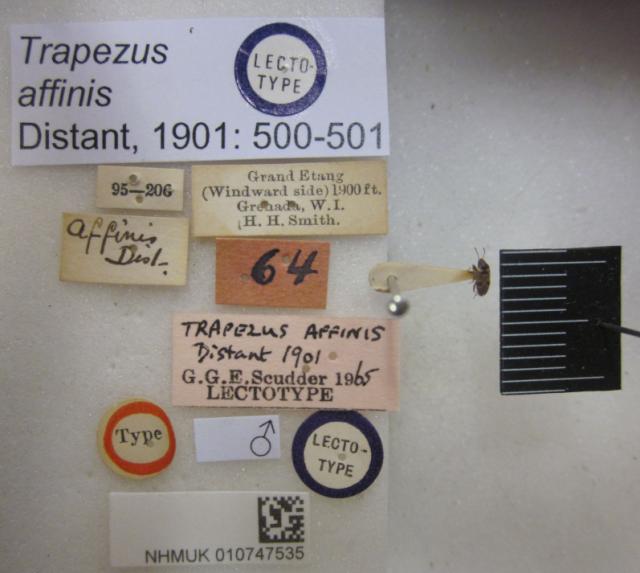 Trapezus
affinis
Distant, 1901: 500-501
LECTO-
TYPE
95—206
Grand Etang
(Windward side) 1900 ft.
Grenada, W. I.
H. H. Smith.
affinis
Dist.
64
TRAPEZUS AFFINIS
Distant 1901
G.G.E. Scudder 1965
LECTOTYPE
Type
♂
LECTO-
TYPE
NHMUK 010747535